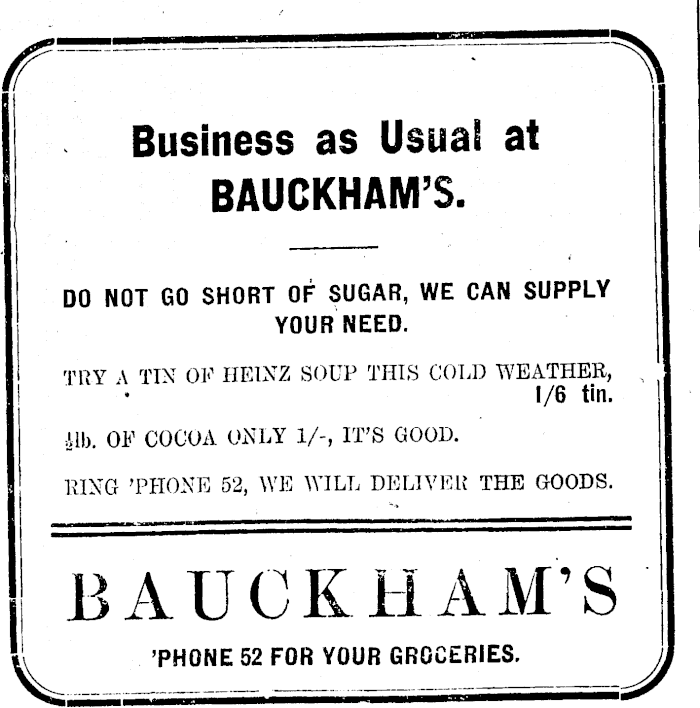 Business as Usual at
BAUCKHAM'S.
DO NOT GO SHORT OF SUGAR, WE CAN SUPPLY
YOUR NEED.
TRY A TIN OF HEINZ SOUP THIS COLD WEATHER,
1/6 tin.
½lb. OF COCOA ONLY 1/-, IT'S GOOD.
RING 'PHONE 52, WE WILL DELIVER THE GOODS.
BAUCKHAM'S
'PHONE 52 FOR YOUR GROCERIES.